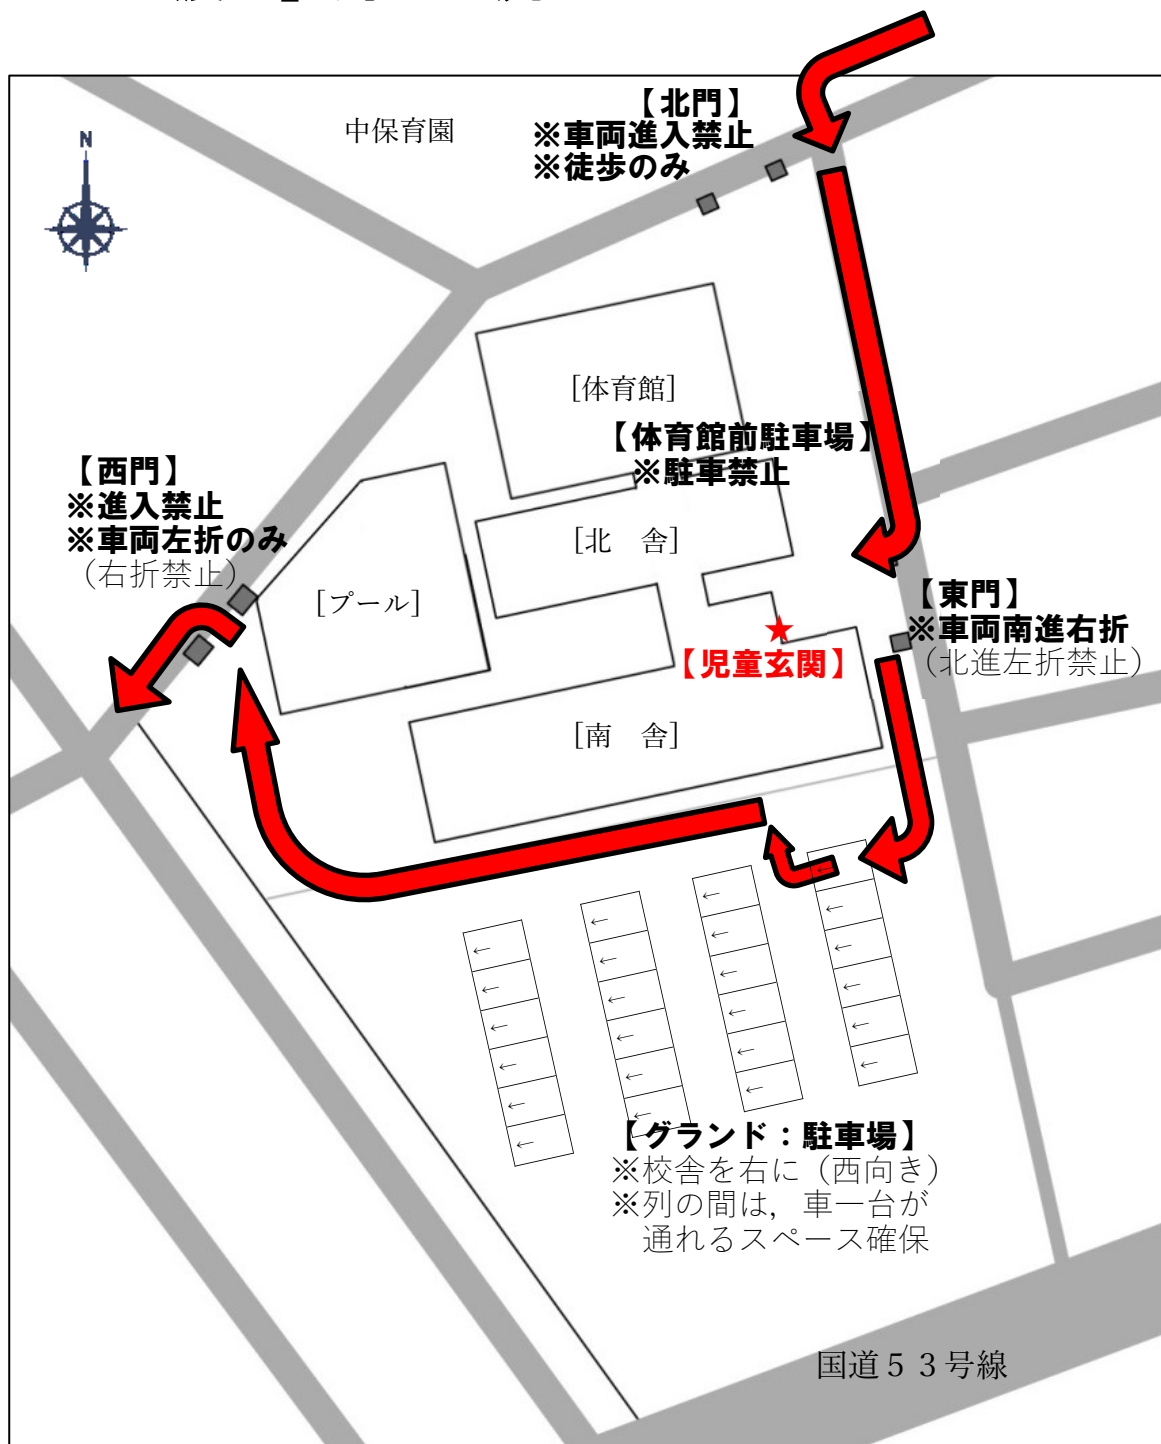 【北門】
※車両進入禁止
※徒歩のみ
中保育園
N
[体育館]
【体育館前駐車場】
※駐車禁止
【西門】
※進入禁止
※車両左折のみ
（右折禁止）
[北　舎]
[プール]
【東門】
※車両南進右折
（北進左折禁止）
★
【児童玄関】
[南　舎]
【グランド：駐車場】
※校舎を右に（西向き）
※列の間は，車一台が
通れるスペース確保
国道５３号線